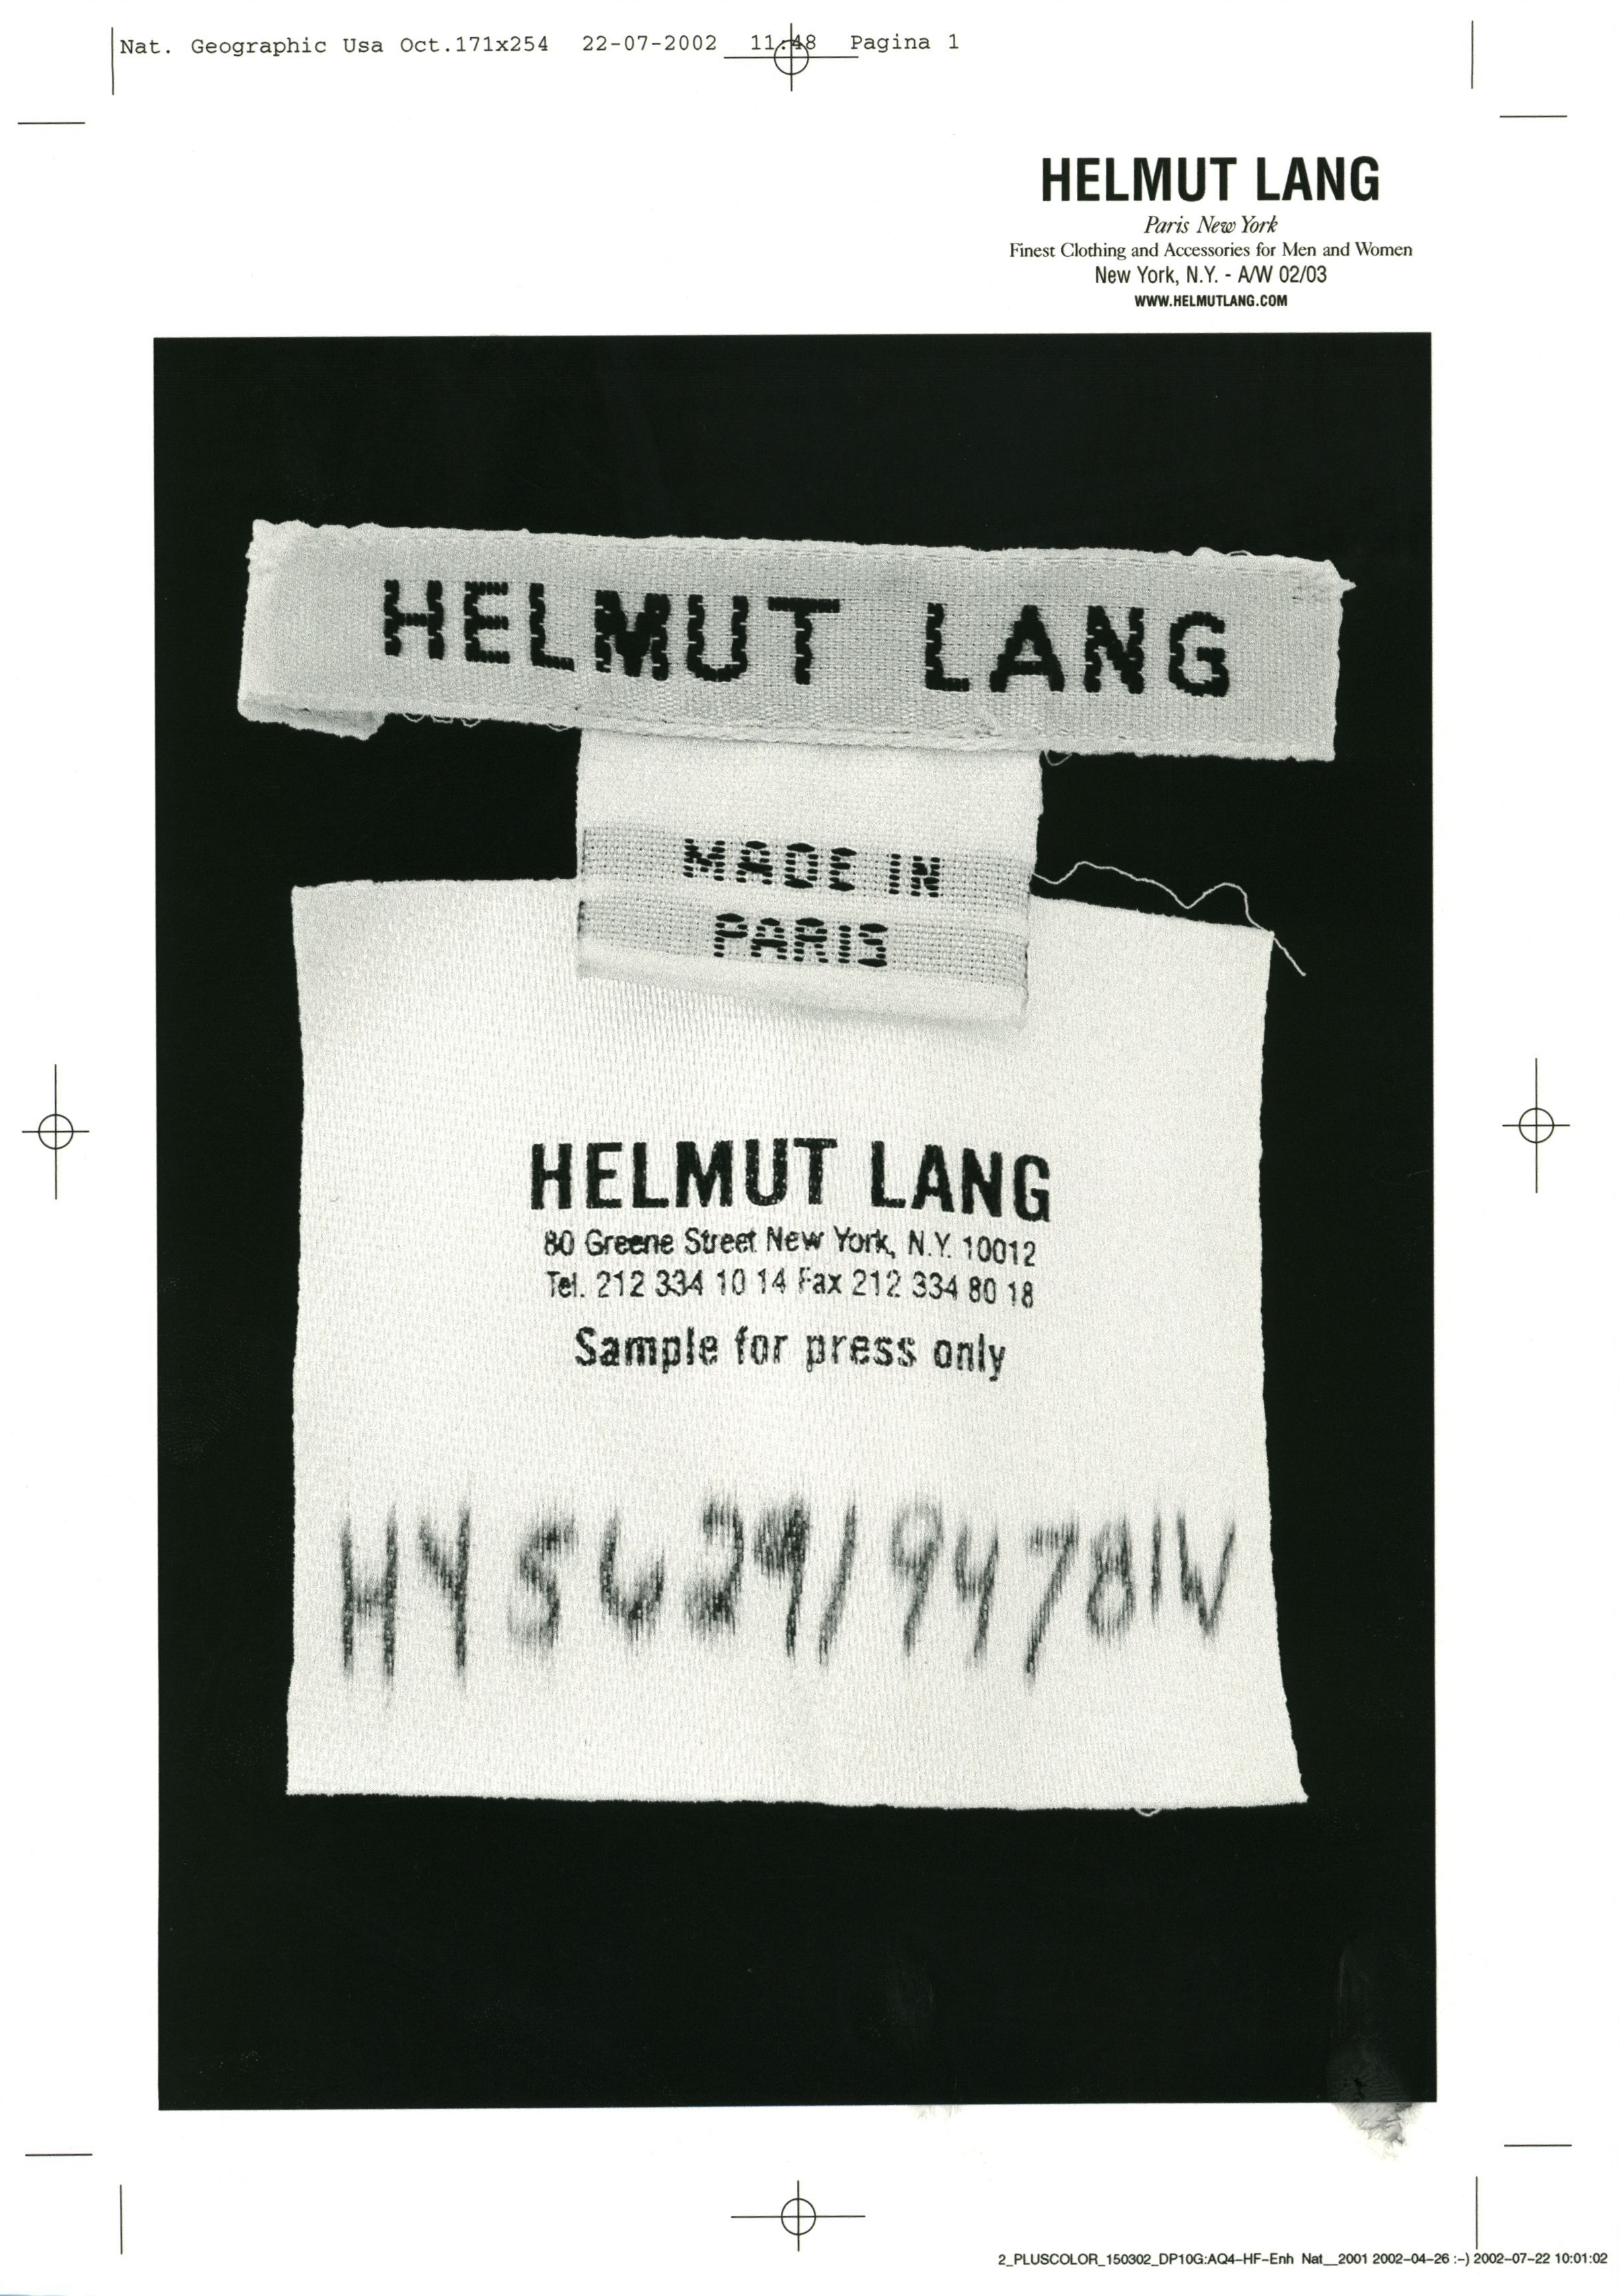 Nat. Geographic Usa Oct.171x254 22-07-2002 11:48 Pagina 1
HELMUT LANG
Paris New York
Finest Clothing and Accessories for Men and Women
New York, N.Y. - A/W 02/03
WWW.HELMUTLANG.COM
HELMUT LANG
MADE IN
PARIS
HELMUT LANG
80 Greene Street New York, N.Y. 10012
Tel. 212 334 10 14 Fax 212 334 80 18
Sample for press only
2_PLUSCOLOR_150302_DP10G:AQ4-HF-Enh Nat__2001 2002-04-26 :-) 2002-07-22 10:01:02